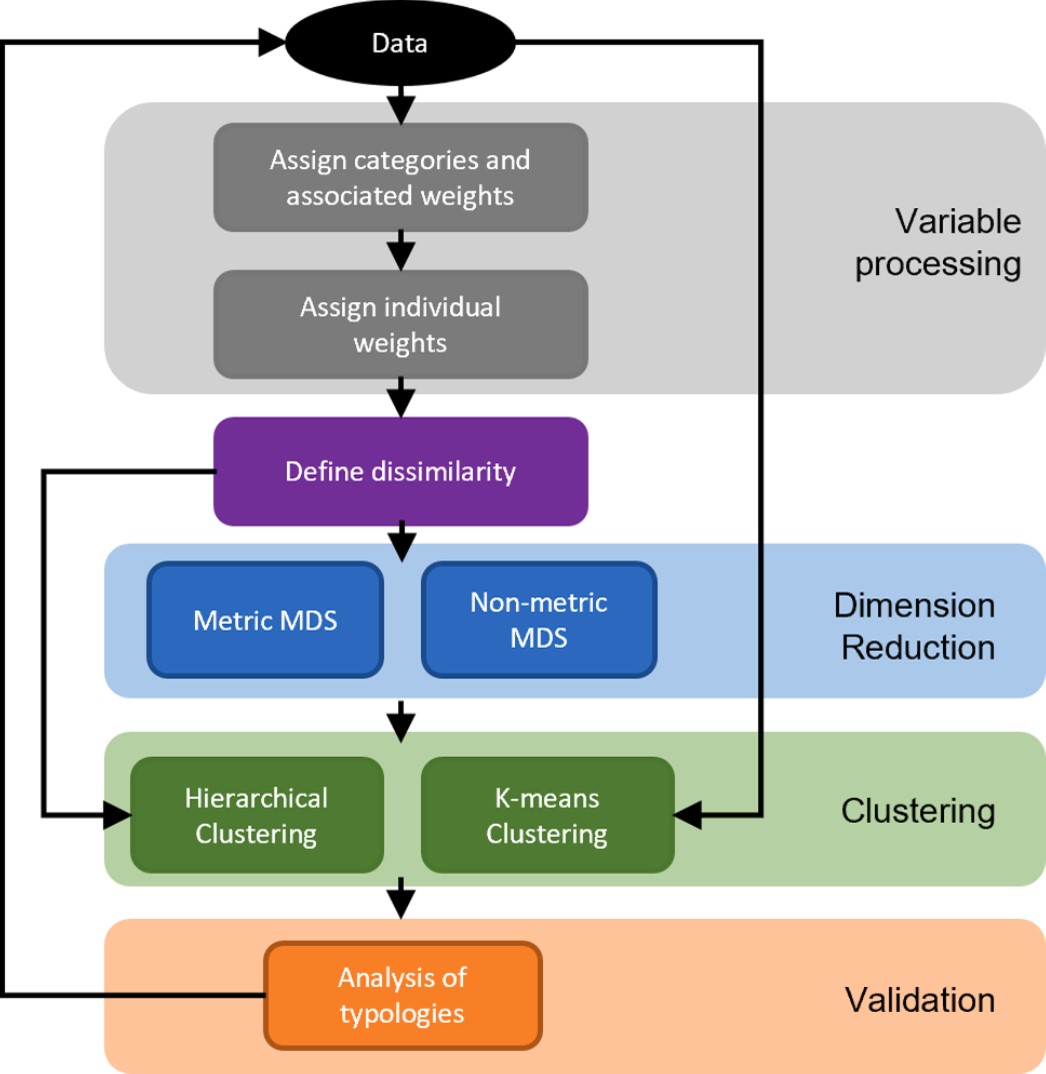 Data
Assign categories and
associated weights
Variable
processing
Assign individual
weights
Define dissimilarity
Metric MDS
Non-metric
MDS
Dimension
Reduction
Hierarchical
Clustering
K-means
Clustering
Clustering
Analysis of
typologies
Validation